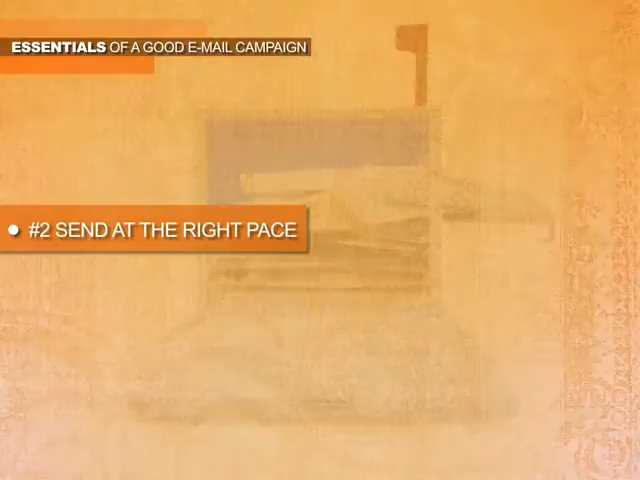 ESSENTIALS OF A GOOD E-MAIL CAMPAIGN
#2 SEND AT THE RIGHT PACE